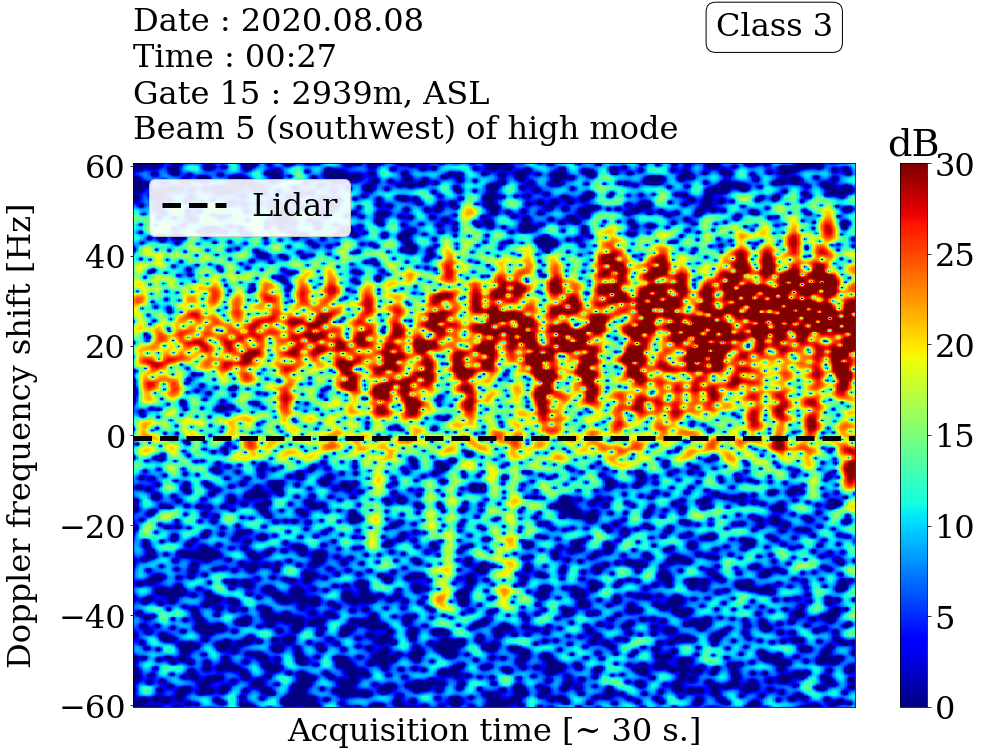 Date : 2020.08.08
Time : 00:27
Gate 15 : 2939m, ASL
Beam 5 (southwest) of high mode
Class 3
dB
Lidar
Doppler frequency shift [Hz]
60
40
20
0
−20
−40
−60
30
25
20
15
10
5
0
Acquisition time [~ 30 s.]